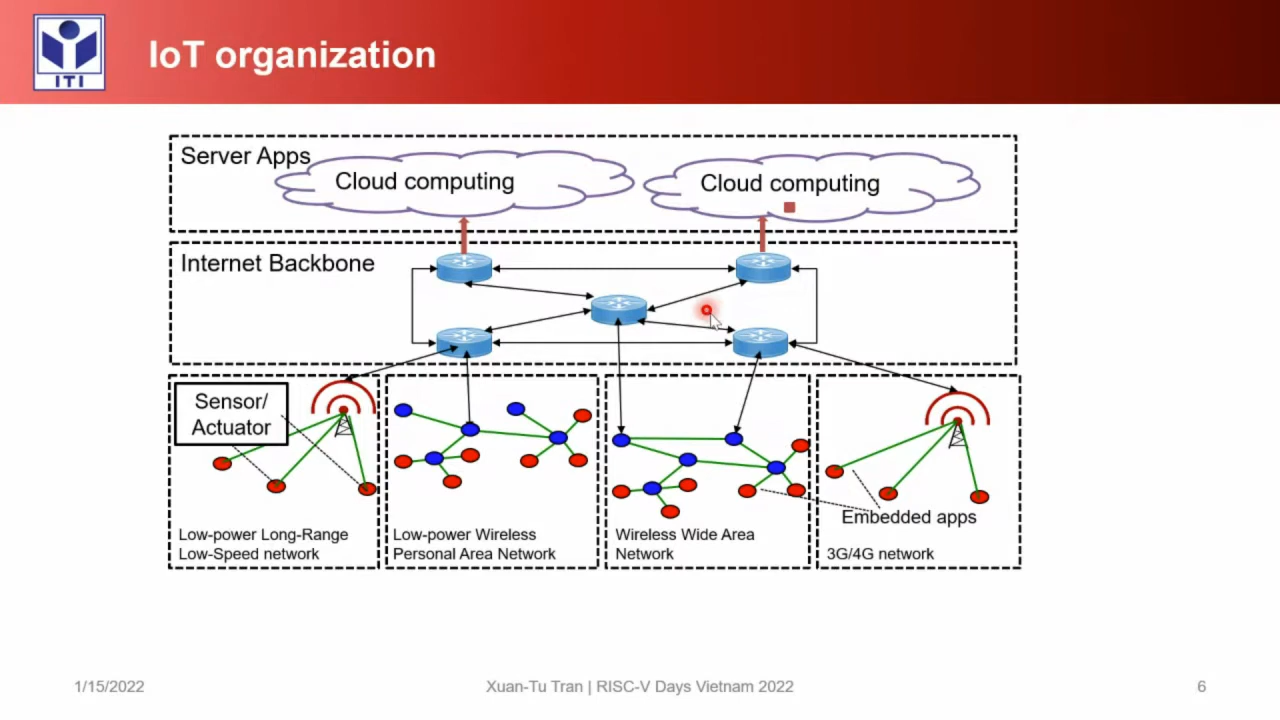 ITI
IoT organization
Server Apps
Cloud computing
Cloud computing
Internet Backbone
Sensor/
Actuator
Low-power Long-Range
Low-Speed network
Low-power Wireless
Personal Area Network
Wireless Wide Area
Network
Embedded apps
3G/4G network
1/15/2022
Xuan-Tu Tran | RISC-V Days Vietnam 2022
6